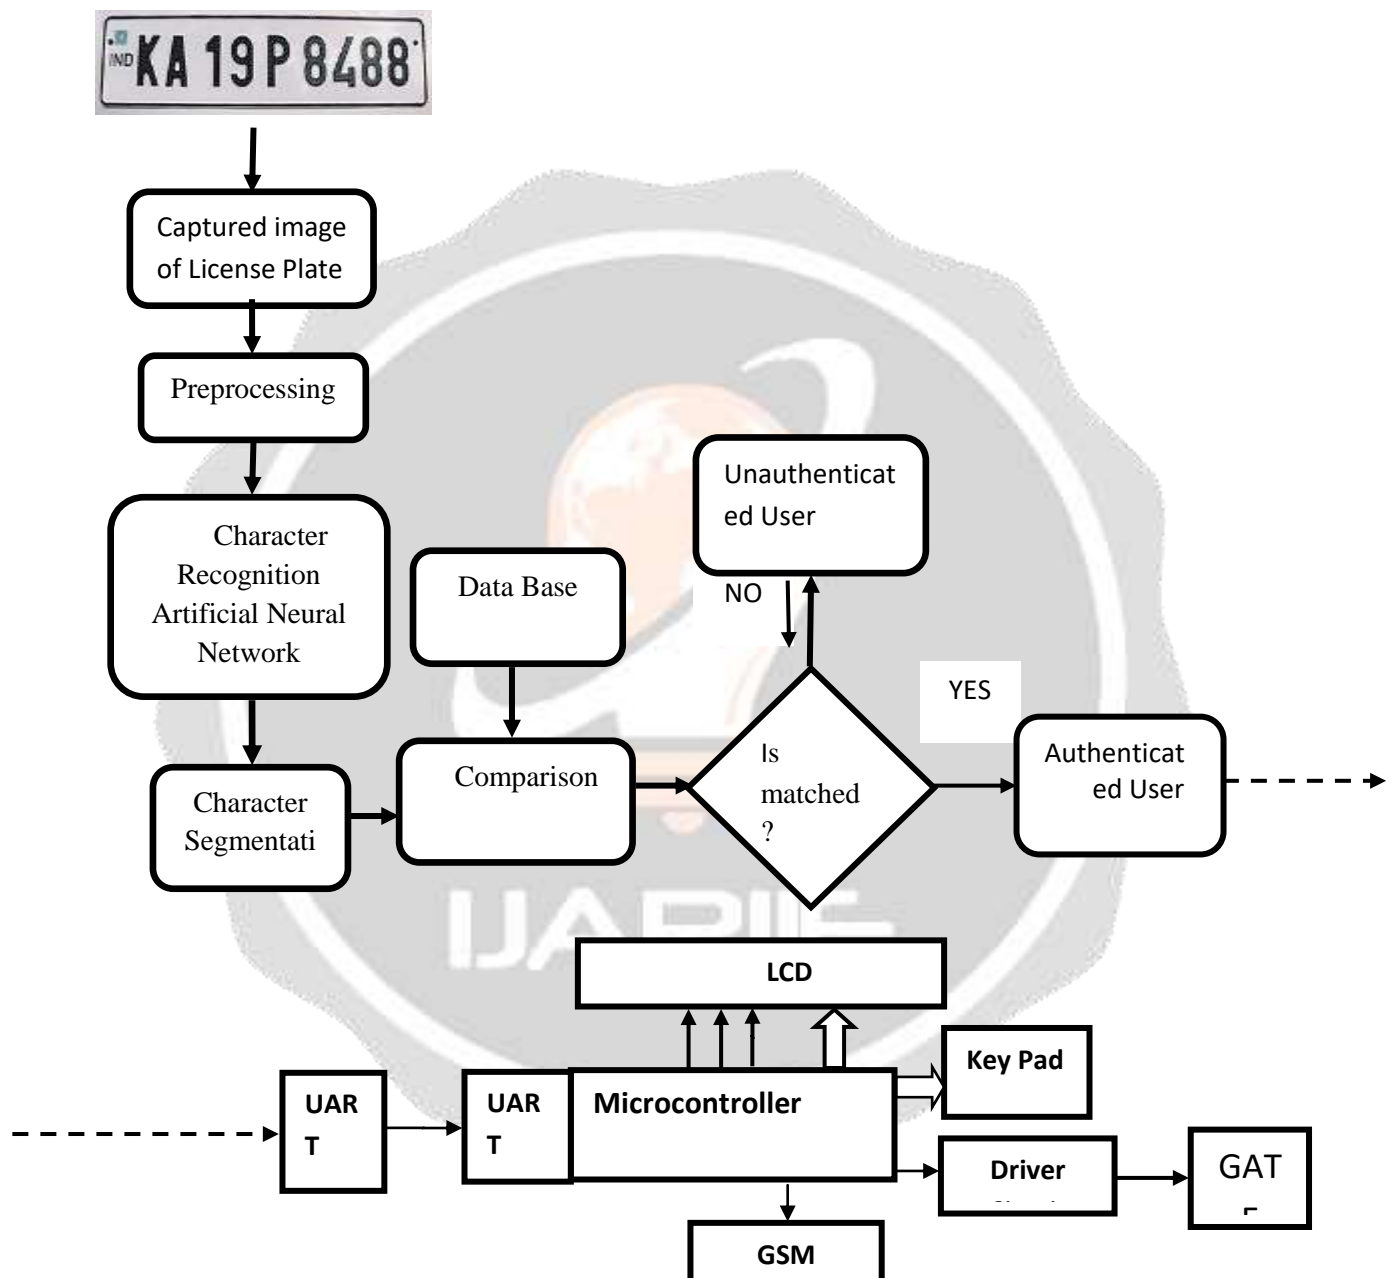 IND KA 19 P 8488
Captured image
of License Plate
Preprocessing
Character
Recognition
Artificial Neural
Network
Character
Segmentati
Data Base
Comparison
Unauthenticat
ed User
NO
Is
matched
?
YES
Authenticat
ed User
LCD
Key Pad
UAR
T
UAR
T
Microcontroller
Driver
GAT
GSM